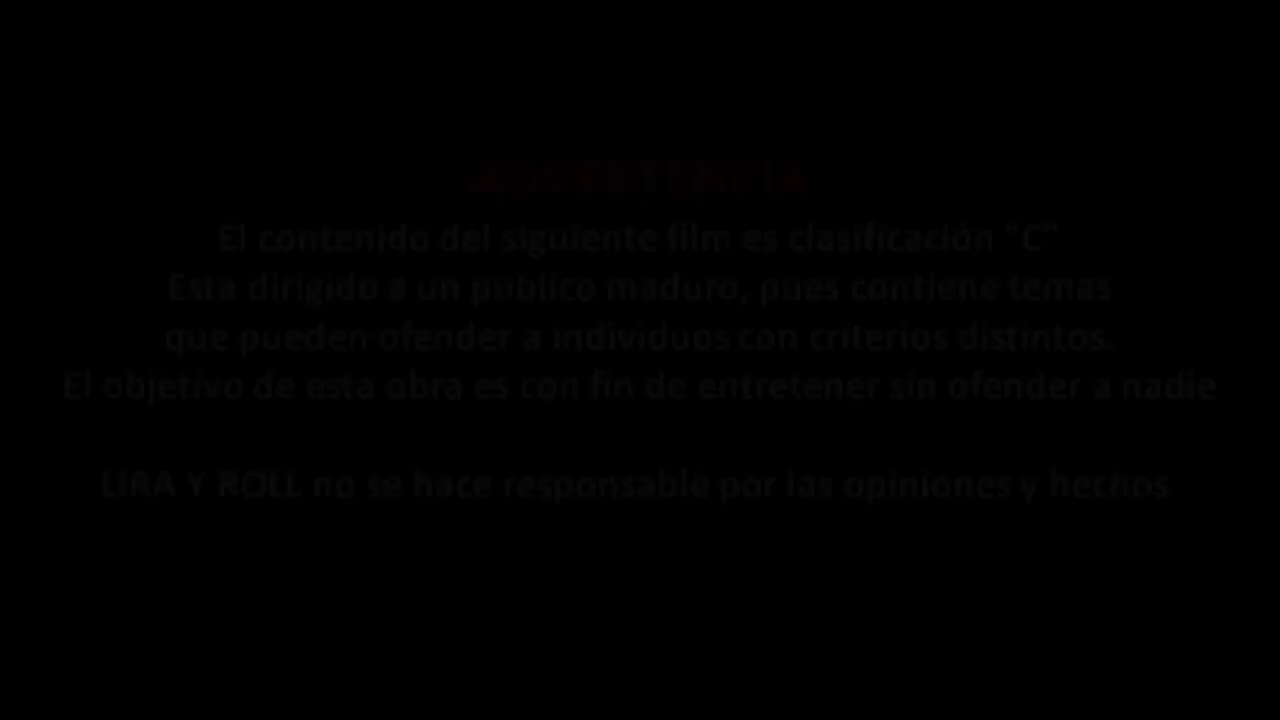 ADVERTENCIA
El contenido del siguiente film es clasificación "C"
Esta dirigido a un publico maduro, pues contiene temas
que pueden ofender a individuos con criterios distintos.
El objetivo de esta obra es con fin de entretener sin ofender a nadie
LIRA Y ROLL no se hace responsable por las opiniones y hechos